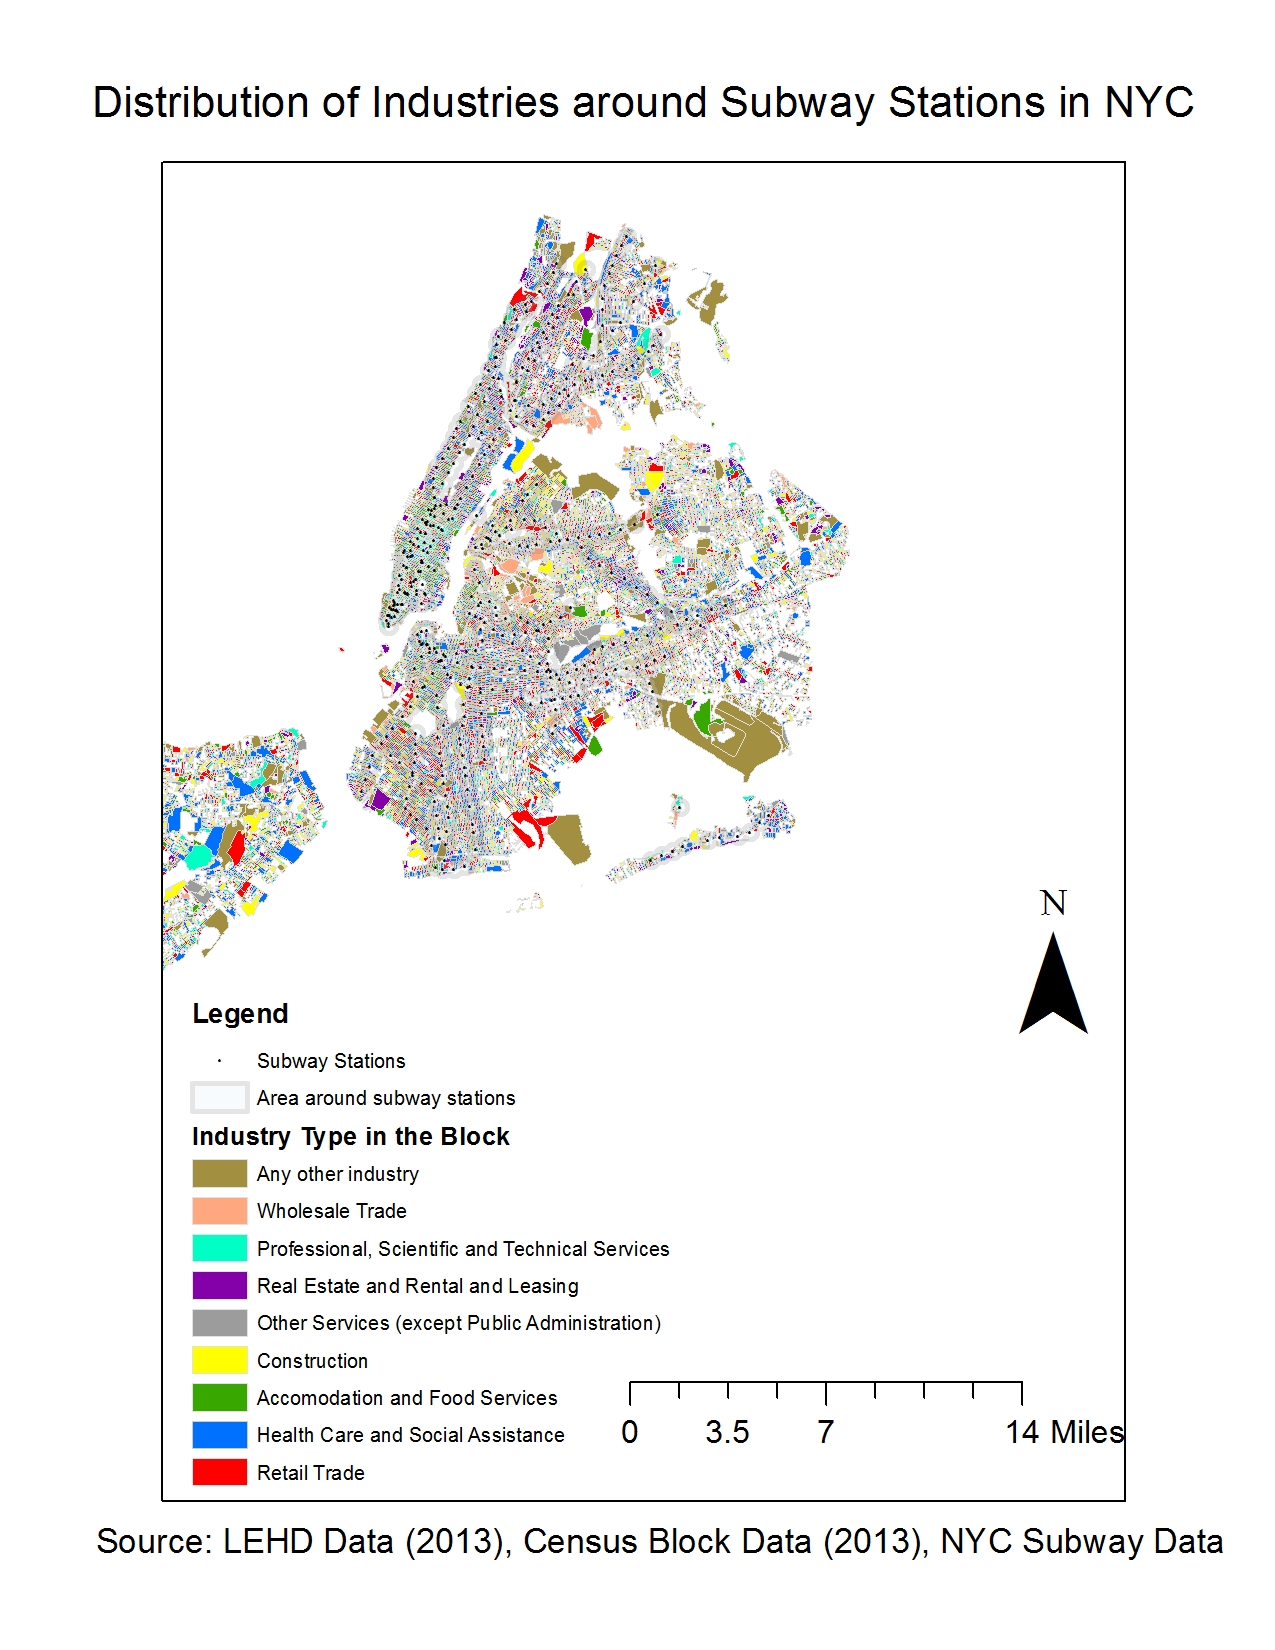 Distribution of Industries around Subway Stations in NYC
N
Legend
Subway Stations
Area around subway stations
Industry Type in the Block
Any other industry
Wholesale Trade
Professional, Scientific and Technical Services
Real Estate and Rental and Leasing
Other Services (except Public Administration)
Construction
Accomodation and Food Services
Health Care and Social Assistance
Retail Trade
0 3.5 7 14 Miles
Source: LEHD Data (2013), Census Block Data (2013), NYC Subway Data